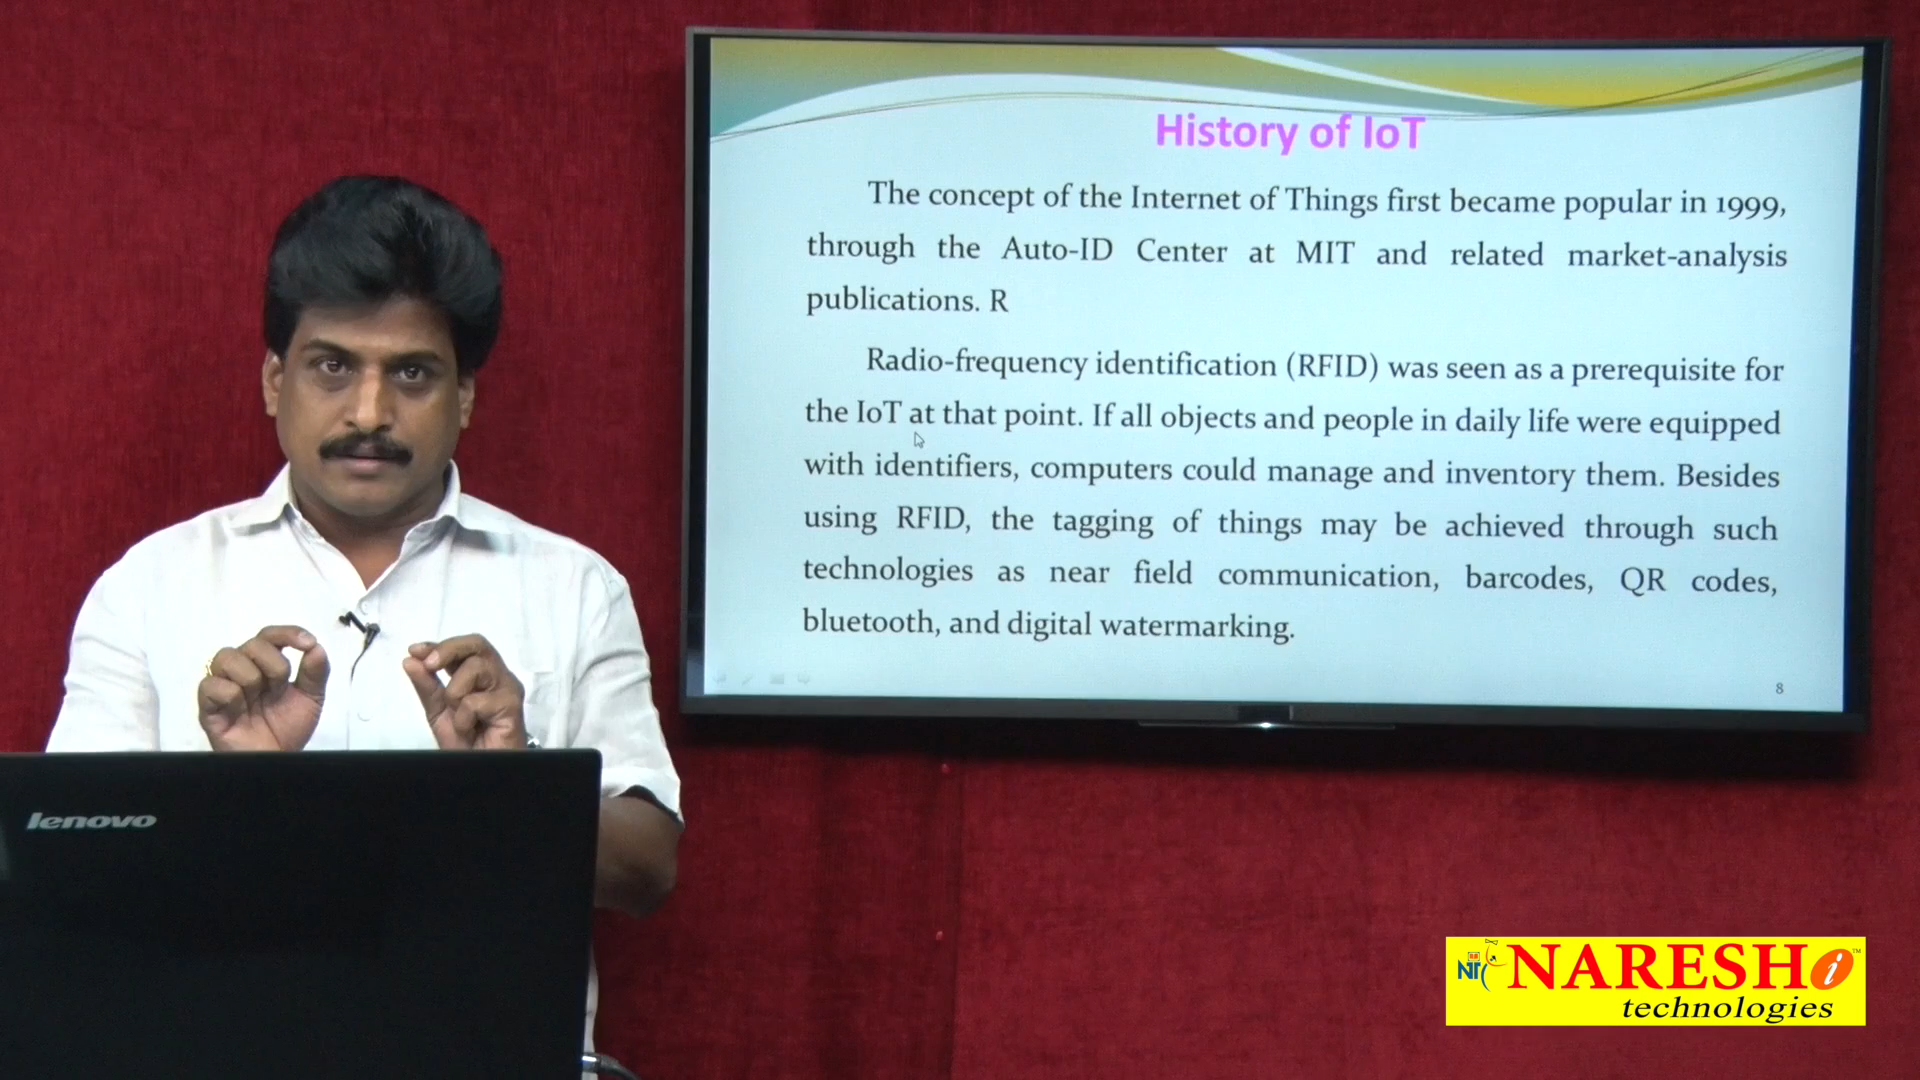 History of IoT
The concept of the Internet of Things first became popular in 1999,
through the Auto-ID Center at MIT and related market-analysis
publications. R
Radio-frequency identification (RFID) was seen as a prerequisite for
the IoT at that point. If all objects and people in daily life were equipped
with identifiers, computers could manage and inventory them. Besides
using RFID, the tagging of things may be achieved through such
technologies as near field communication, barcodes, QR codes,
bluetooth, and digital watermarking.
8
lenovo
NT NARESH i ™
technologies